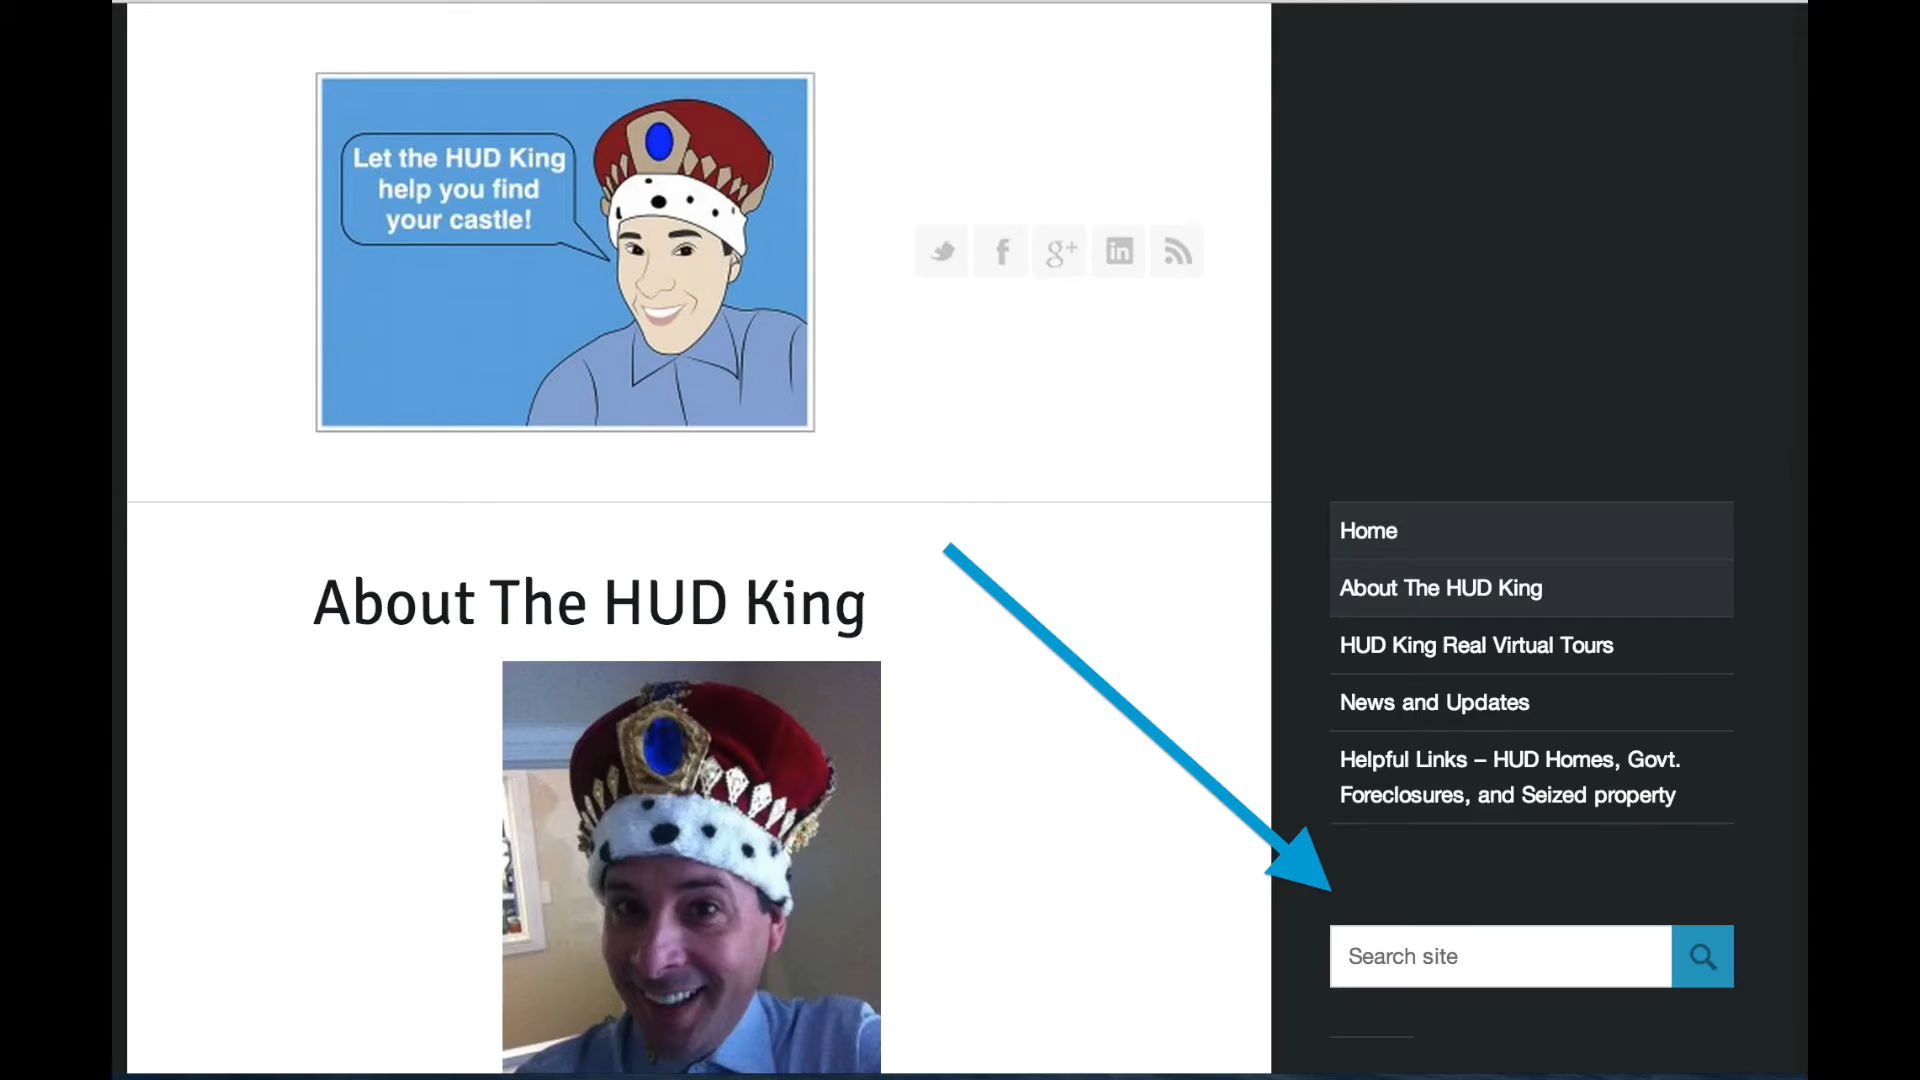 Let the HUD King
help you find
your castle!
About The HUD King
Home
About The HUD King
HUD King Real Virtual Tours
News and Updates
Helpful Links – HUD Homes, Govt.
Foreclosures, and Seized property
Search site